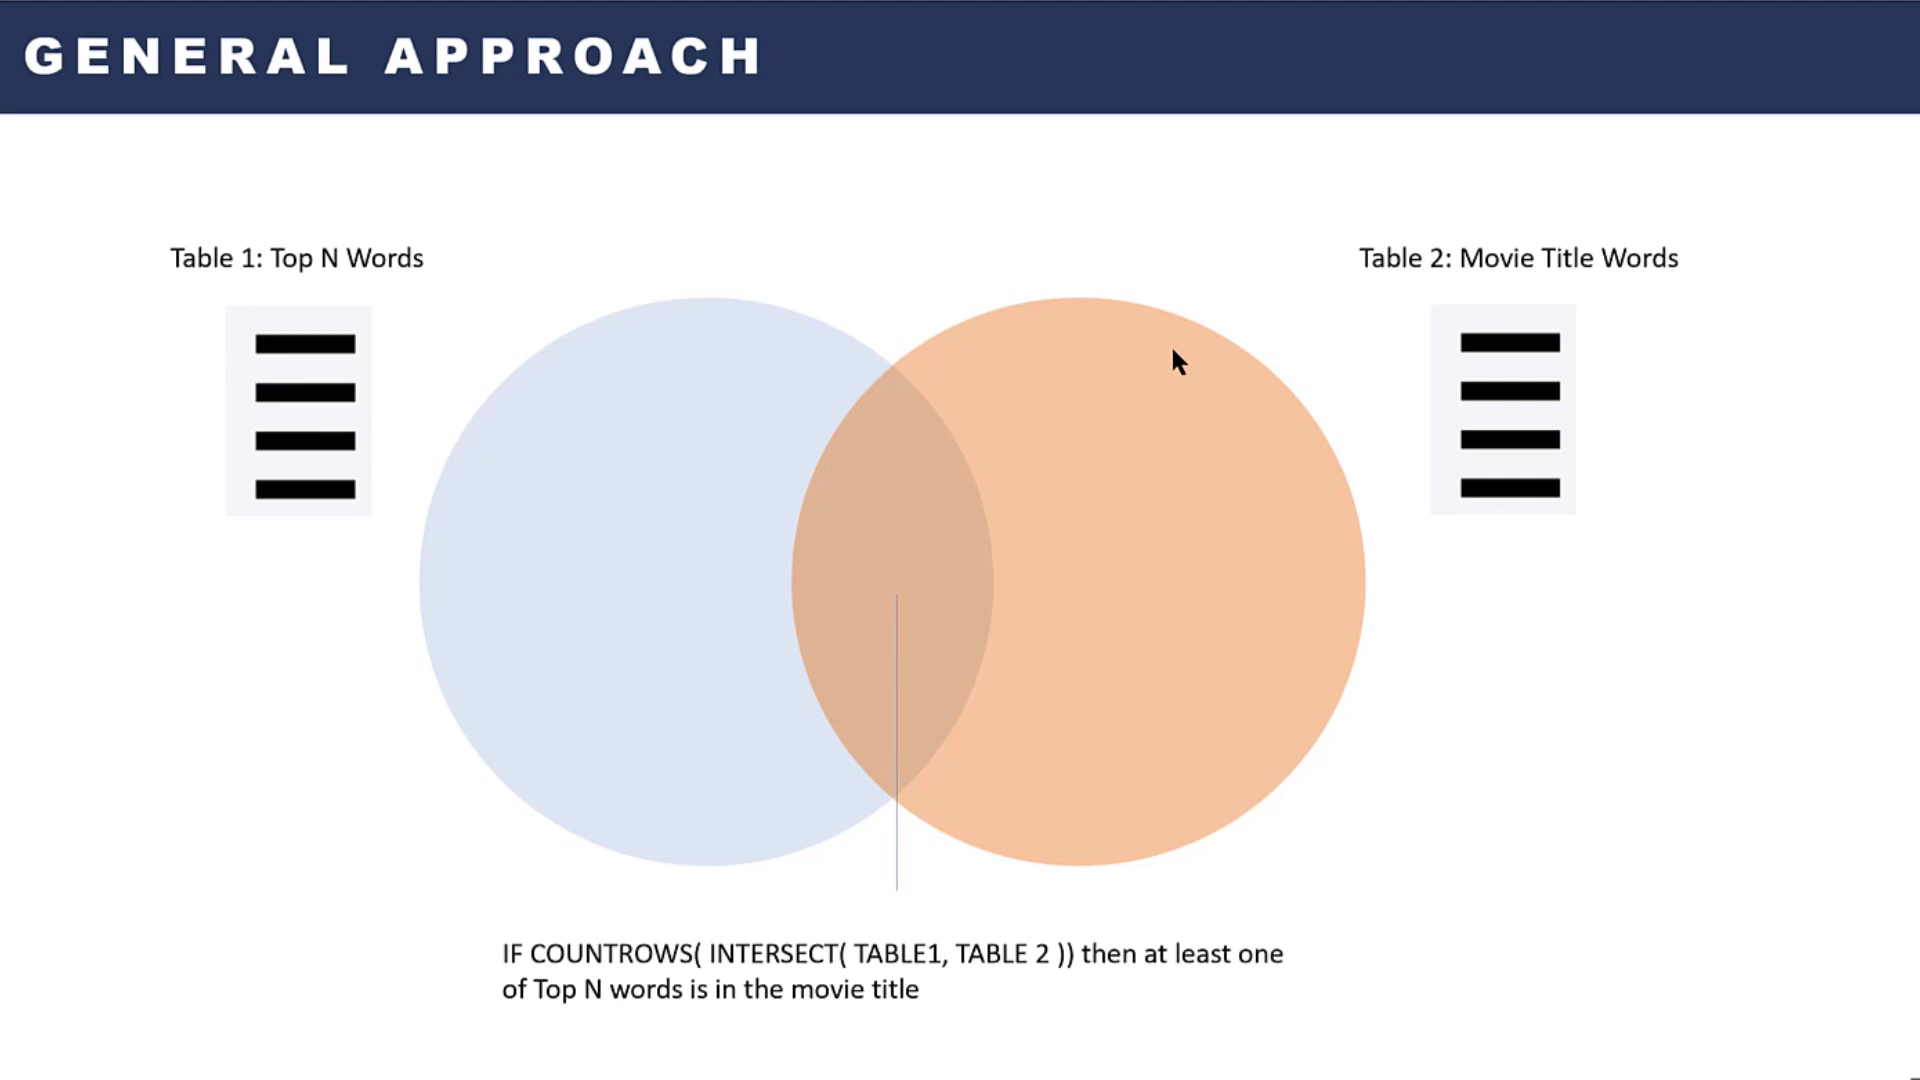 GENERAL APPROACH
Table 1: Top N Words
Table 2: Movie Title Words
IF COUNTROWS( INTERSECT( TABLE1, TABLE 2 )) then at least one
of Top N words is in the movie title